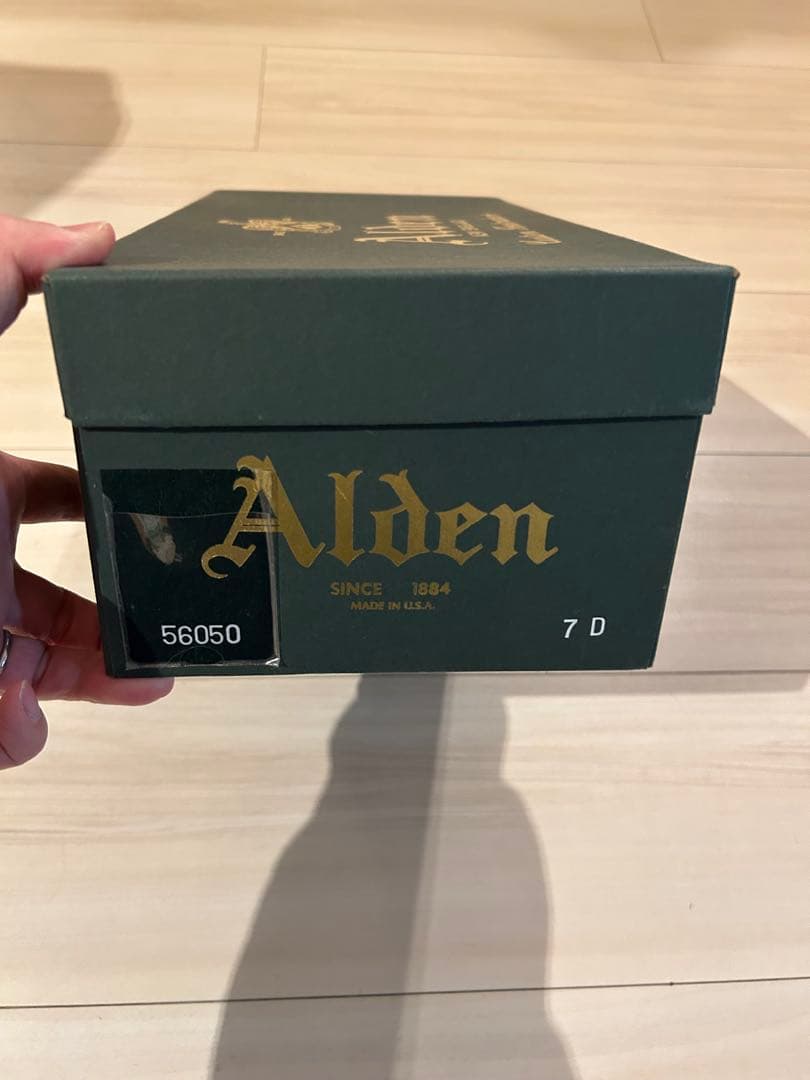 Alden
Alden
SINCE 1884
MADE IN U.S.A.
56050
7 D